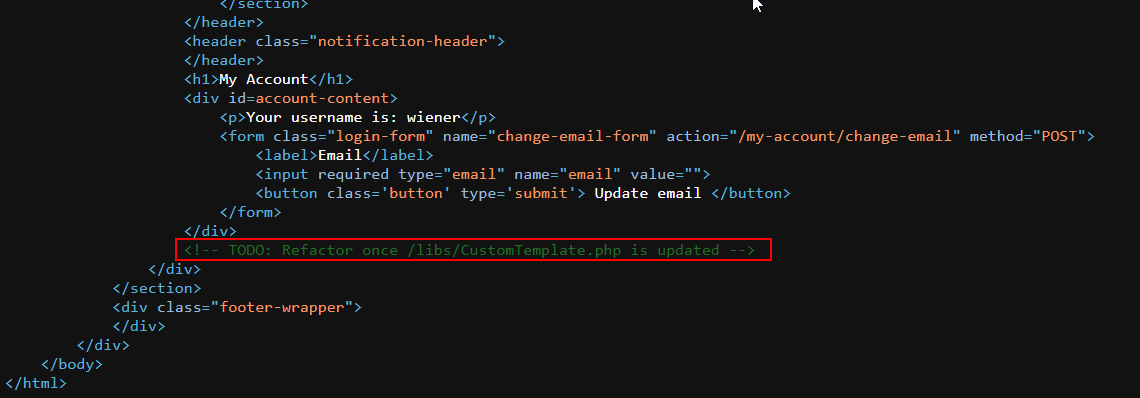 </section>
</header>
<header class="notification-header">
</header>
<h1>My Account</h1>
<div id=account-content>
<p>Your username is: wiener</p>
<form class="login-form" name="change-email-form" action="/my-account/change-email" method="POST">
<label>Email</label>
<input required type="email" name="email" value="">
<button class='button' type='submit'> Update email </button>
</form>
</div>
<!-- TODO: Refactor once /libs/CustomTemplate.php is updated -->
</div>
</section>
<div class="footer-wrapper">
</div>
</div>
</body>
</html>